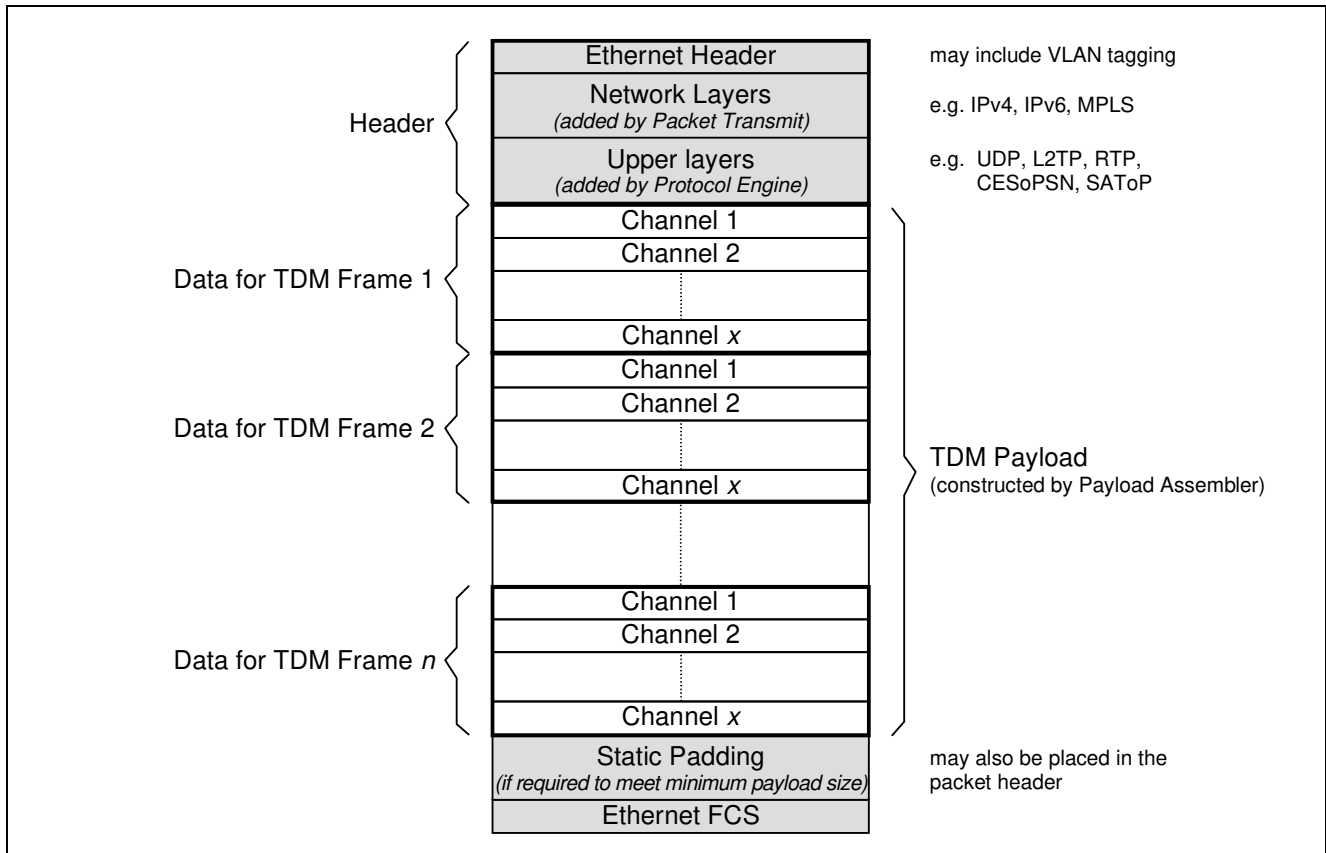 Ethernet Header
may include VLAN tagging
Network Layers
(added by Packet Transmit)
e.g. IPv4, IPv6, MPLS
Header
Upper layers
(added by Protocol Engine)
e.g. UDP, L2TP, RTP,
CESoPSN, SAToP
Channel 1
Channel 2
Data for TDM Frame 1
Channel x
Channel 1
Channel 2
Data for TDM Frame 2
Channel x
TDM Payload
(constructed by Payload Assembler)
Channel 1
Channel 2
Data for TDM Frame n
Channel x
Static Padding
(if required to meet minimum payload size)
may also be placed in the
packet header
Ethernet FCS